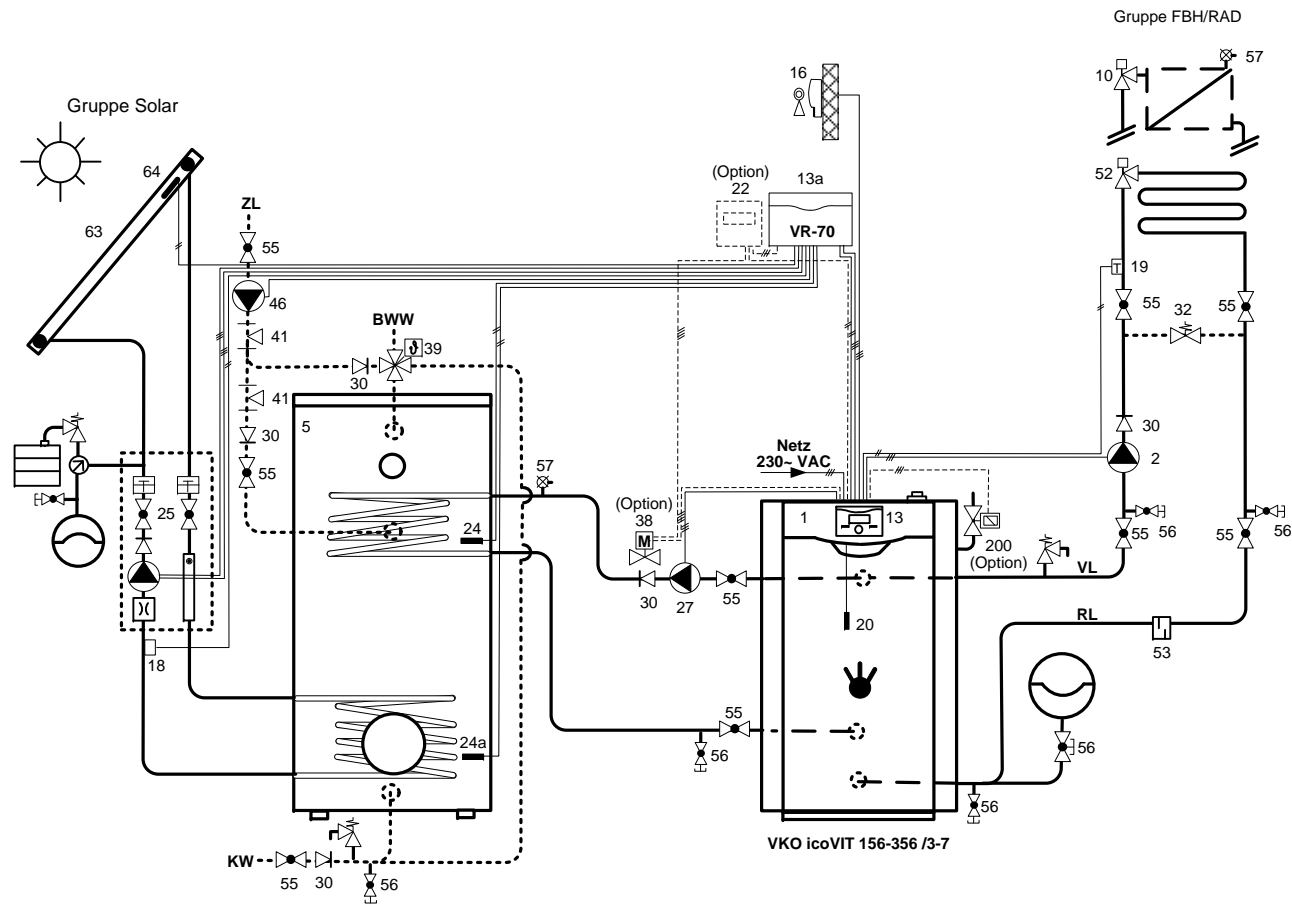 Gruppe FBH/RAD
57
10
16
Gruppe Solar
64
63
ZL
55
46
41
41
30
55
(Option)
22
13a
VR-70
52
19
55
55
32
30
2
BWW
ϑ
39
30
5
25
18
24
24a
57
(Option)
38
M
30
27
55
Netz
230~ VAC
1
13
200
(Option)
20
55
56
55
56
VL
RL
53
55
56
56
56
KW
55
30
56
VKO icoVIT 156-356 /3-7